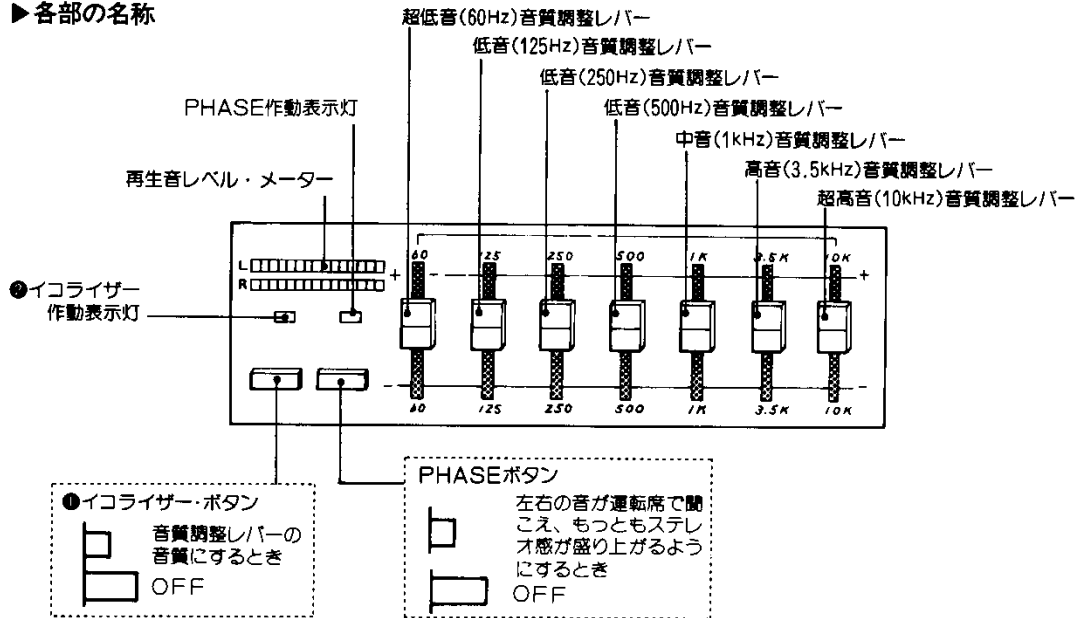 ▶各部の名称
超低音(60Hz)音質調整レバー
低音(125Hz)音質調整レバー
低音(250Hz)音質調整レバー
低音(500Hz)音質調整レバー
中音(1kHz)音質調整レバー
高音(3.5kHz)音質調整レバー
超高音(10kHz)音質調整レバー
PHASE作動表示灯
再生音レベル・メーター
❷イコライザー
作動表示灯
60 125 250 500 1K 3.5K 10K
L + − +
R
− −
60 125 250 500 1K 3.5K 10K
❶イコライザー・ボタン
音質調整レバーの
音質にするとき
OFF
PHASEボタン
左右の音が運転席で聞
こえ、もっともステレ
オ感が盛り上がるよう
にするとき
OFF